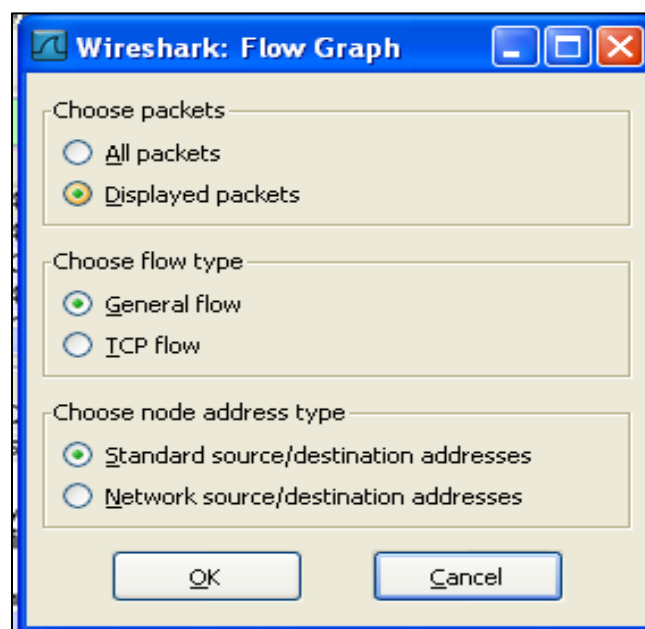 Wireshark: Flow Graph
Choose packets
All packets
Displayed packets
Choose flow type
General flow
TCP flow
Choose node address type
Standard source/destination addresses
Network source/destination addresses
OK
Cancel